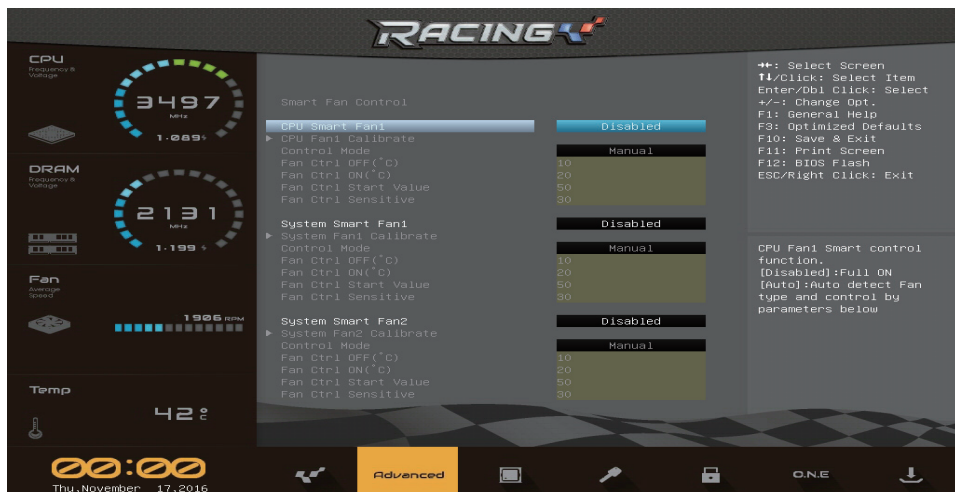 RACING
CPU
Frequency &
Voltage
3497
MHz
1.089
DRAM
Frequency &
Voltage
2131
MHz
1.199
Fan
Average
Speed
1906 RPM
Temp
42°C
00:00
Thu,November 17.2016
Smart Fan Control
CPU Smart Fan1 Disabled
► CPU Fan1 Calibrate
Control Mode Manual
Fan Ctrl OFF(°C) 10
Fan Ctrl ON(°C) 20
Fan Ctrl Start Value 50
Fan Ctrl Sensitive 30
System Smart Fan1 Disabled
► System Fan1 Calibrate
Control Mode Manual
Fan Ctrl OFF(°C) 10
Fan Ctrl ON(°C) 20
Fan Ctrl Start Value 50
Fan Ctrl Sensitive 30
System Smart Fan2 Disabled
► System Fan2 Calibrate
Control Mode Manual
Fan Ctrl OFF(°C) 10
Fan Ctrl ON(°C) 20
Fan Ctrl Start Value 50
Fan Ctrl Sensitive 30
→←: Select Screen
↑↓/Click: Select Item
Enter/Dbl Click: Select
+/-: Change Opt.
F1: General Help
F3: Optimized Defaults
F10: Save & Exit
F11: Print Screen
F12: BIOS Flash
ESC/Right Click: Exit
CPU Fan1 Smart control
function.
[Disabled]:Full ON
[Auto]:Auto detect Fan
type and control by
parameters below
Advanced
O.N.E